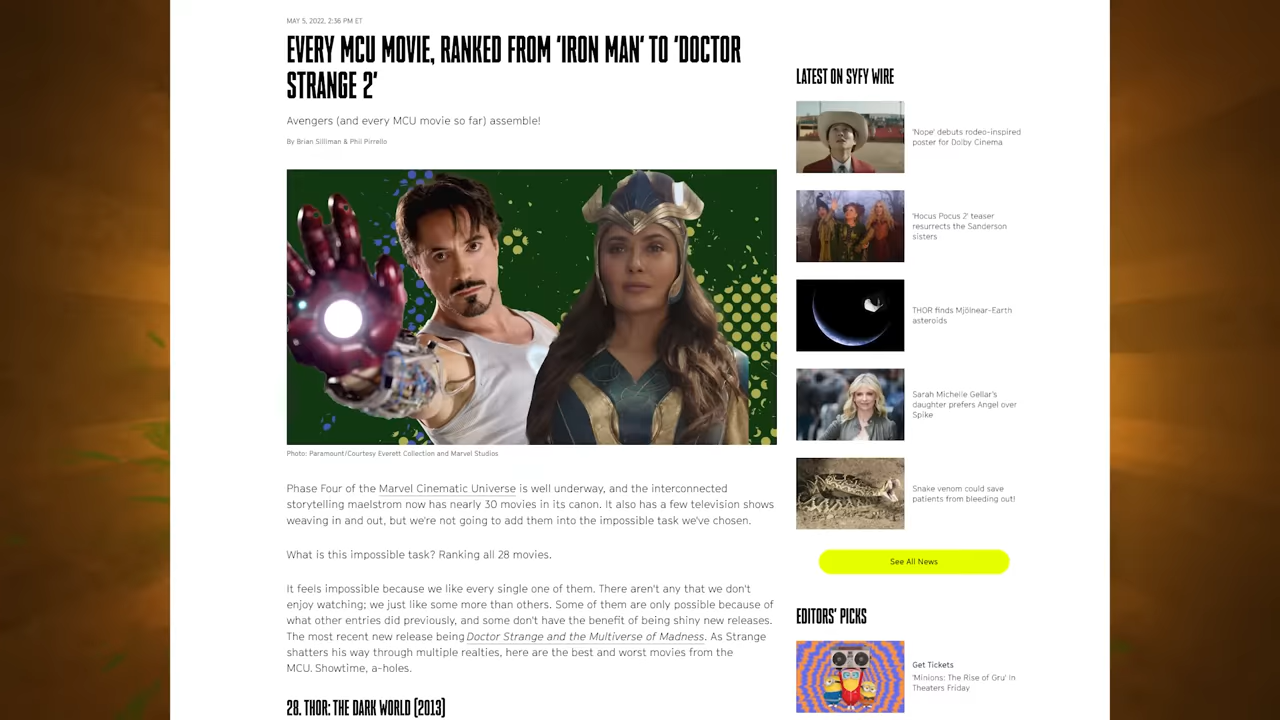 MAY 5, 2022, 2:36 PM ET
EVERY MCU MOVIE, RANKED FROM ‘IRON MAN’ TO ‘DOCTOR
STRANGE 2’
Avengers (and every MCU movie so far) assemble!
By Brian Silliman & Phil Pirrello
Photo: Paramount/Courtesy Everett Collection and Marvel Studios
Phase Four of the Marvel Cinematic Universe is well underway, and the interconnected
storytelling maelstrom now has nearly 30 movies in its canon. It also has a few television shows
weaving in and out, but we're not going to add them into the impossible task we've chosen.
What is this impossible task? Ranking all 28 movies.
It feels impossible because we like every single one of them. There aren't any that we don't
enjoy watching; we just like some more than others. Some of them are only possible because of
what other entries did previously, and some don't have the benefit of being shiny new releases.
The most recent new release being Doctor Strange and the Multiverse of Madness. As Strange
shatters his way through multiple realties, here are the best and worst movies from the
MCU. Showtime, a-holes.
28. THOR: THE DARK WORLD (2013)
LATEST ON SYFY WIRE
'Nope' debuts rodeo-inspired
poster for Dolby Cinema
'Hocus Pocus 2' teaser
resurrects the Sanderson
sisters
THOR finds Mjölnear-Earth
asteroids
Sarah Michelle Gellar's
daughter prefers Angel over
Spike
Snake venom could save
patients from bleeding out!
See All News
EDITORS' PICKS
Get Tickets
'Minions: The Rise of Gru' In
Theaters Friday